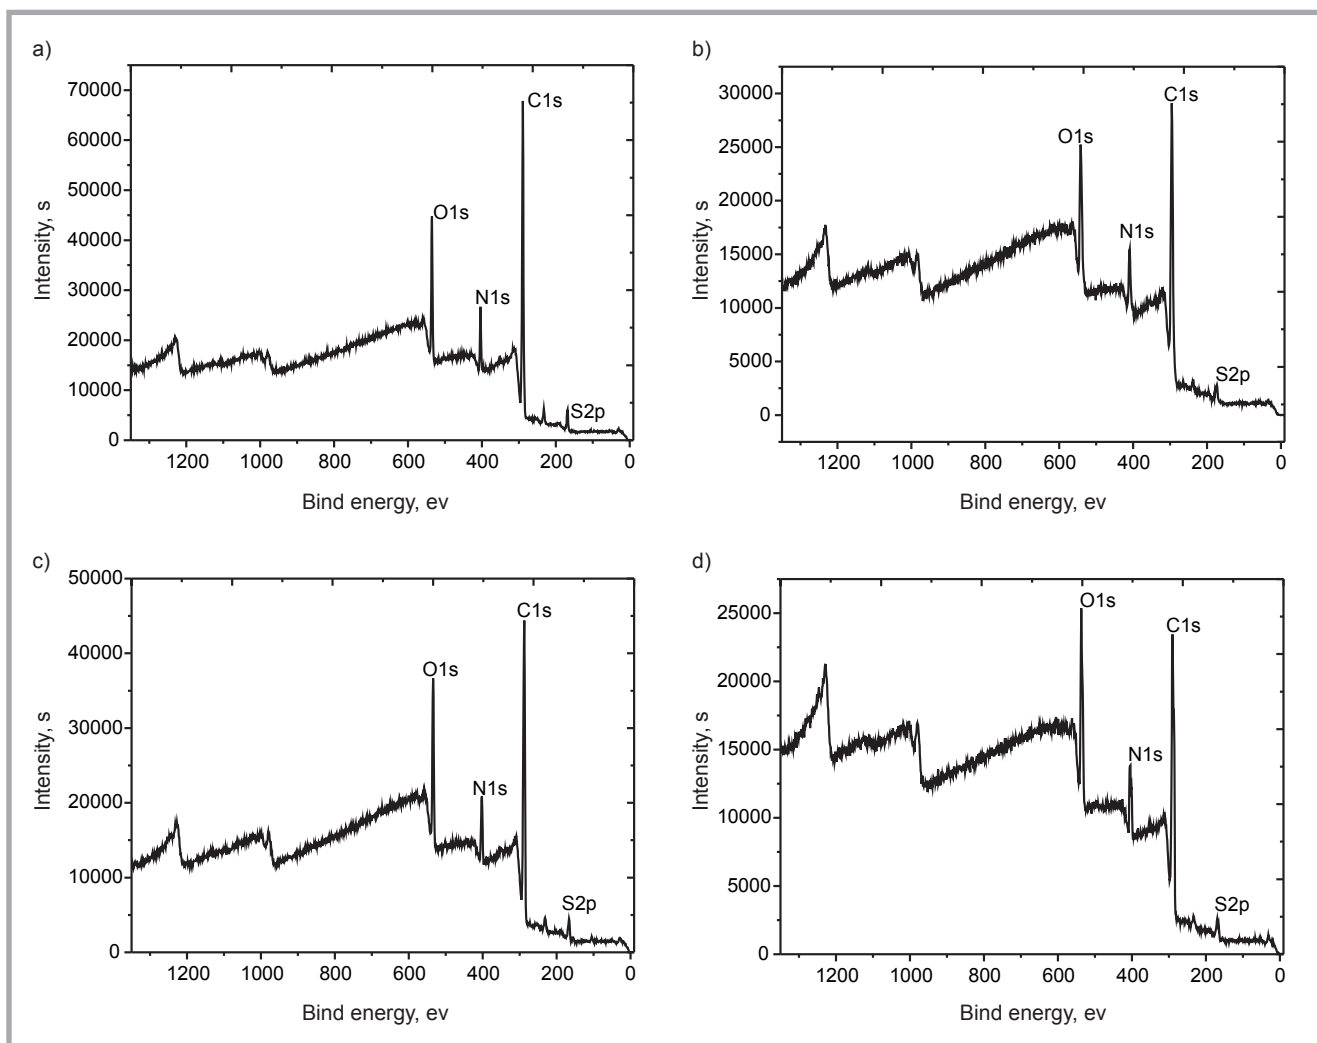 a)
70000
60000
50000
40000
30000
20000
10000
0
Intensity, s
C1s
O1s
N1s
S2p
1200 1000 800 600 400 200 0
Bind energy, ev
b)
30000
25000
20000
15000
10000
5000
0
Intensity, s
C1s
O1s
N1s
S2p
1200 1000 800 600 400 200 0
Bind energy, ev
c)
50000
40000
30000
20000
10000
0
Intensity, s
C1s
O1s
N1s
S2p
1200 1000 800 600 400 200 0
Bind energy, ev
d)
25000
20000
15000
10000
5000
0
Intensity, s
O1s
C1s
N1s
S2p
1200 1000 800 600 400 200 0
Bind energy, ev